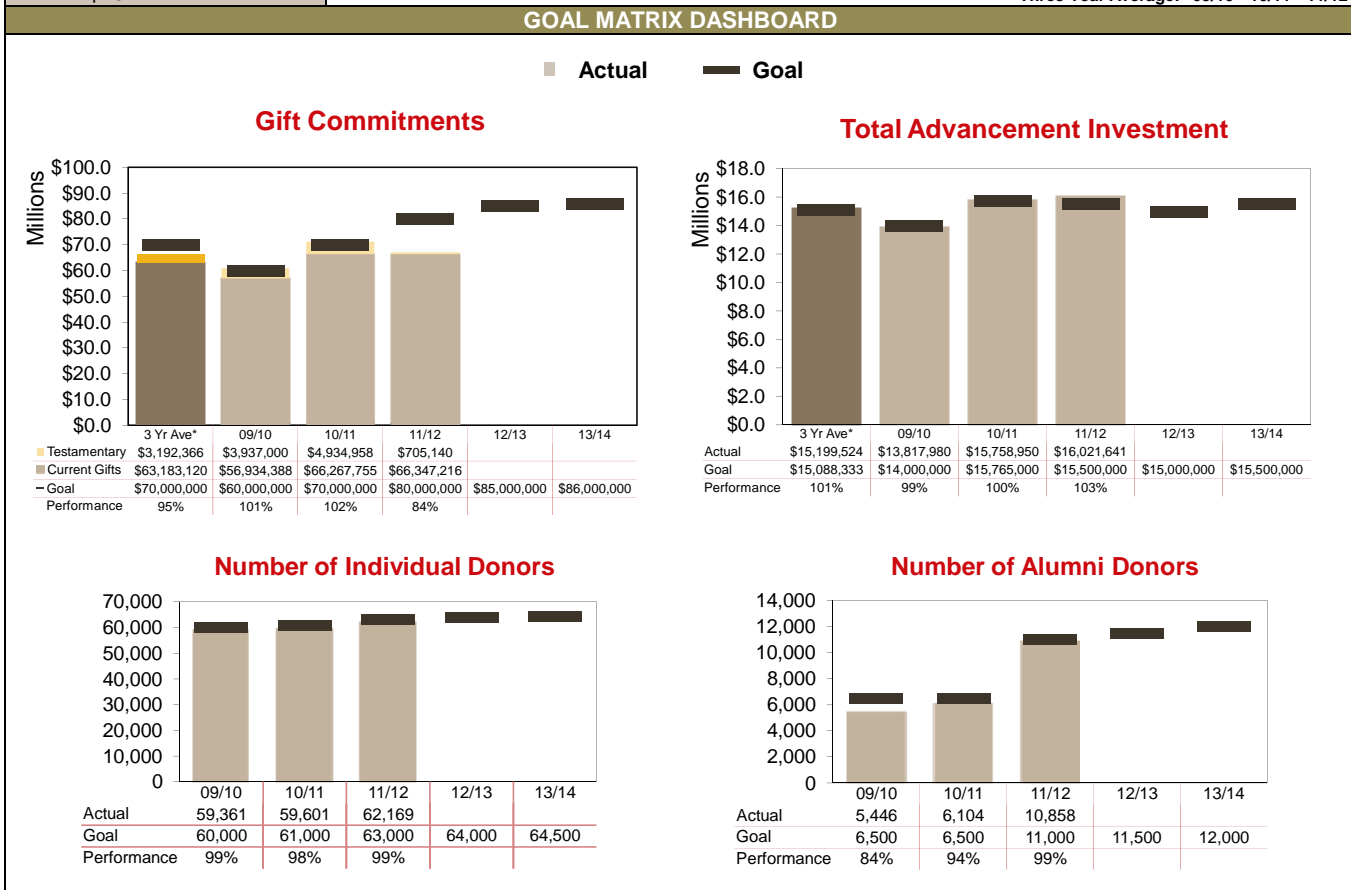 GOAL MATRIX DASHBOARD
Actual Goal
Gift Commitments
Millions
$100.0
$90.0
$80.0
$70.0
$60.0
$50.0
$40.0
$30.0
$20.0
$10.0
$0.0
3 Yr Ave* 09/10 10/11 11/12 12/13 13/14
Testamentary $3,192,366 $3,937,000 $4,934,958 $705,140
Current Gifts $63,183,120 $56,934,388 $66,267,755 $66,347,216
Goal $70,000,000 $60,000,000 $70,000,000 $80,000,000 $85,000,000 $86,000,000
Performance 95% 101% 102% 84%
Total Advancement Investment
Millions
$18.0
$16.0
$14.0
$12.0
$10.0
$8.0
$6.0
$4.0
$2.0
$0.0
3 Yr Ave* 09/10 10/11 11/12 12/13 13/14
Actual $15,199,524 $13,817,980 $15,758,950 $16,021,641
Goal $15,088,333 $14,000,000 $15,765,000 $15,500,000 $15,000,000 $15,500,000
Performance 101% 99% 100% 103%
Number of Individual Donors
70,000
60,000
50,000
40,000
30,000
20,000
10,000
0
09/10 10/11 11/12 12/13 13/14
Actual 59,361 59,601 62,169
Goal 60,000 61,000 63,000 64,000 64,500
Performance 99% 98% 99%
Number of Alumni Donors
14,000
12,000
10,000
8,000
6,000
4,000
2,000
0
09/10 10/11 11/12 12/13 13/14
Actual 5,446 6,104 10,858
Goal 6,500 6,500 11,000 11,500 12,000
Performance 84% 94% 99%